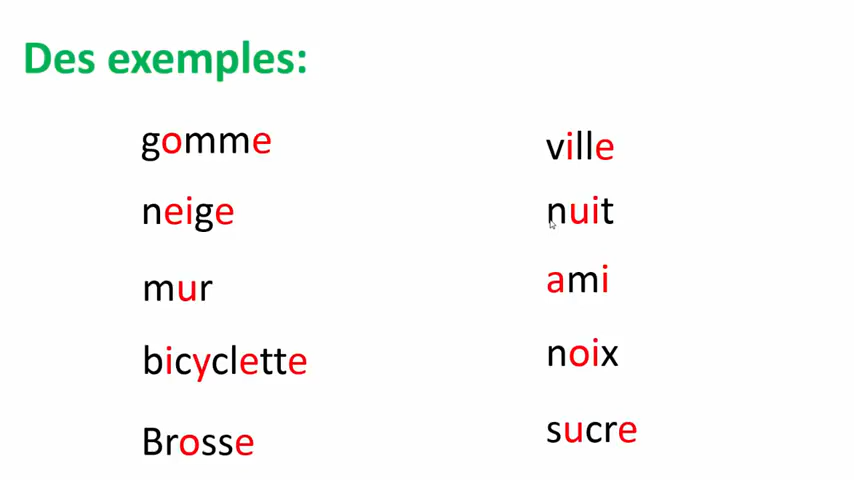 Des exemples:
gomme
neige
mur
bicyclette
Brosse
ville
nuit
ami
noix
sucre